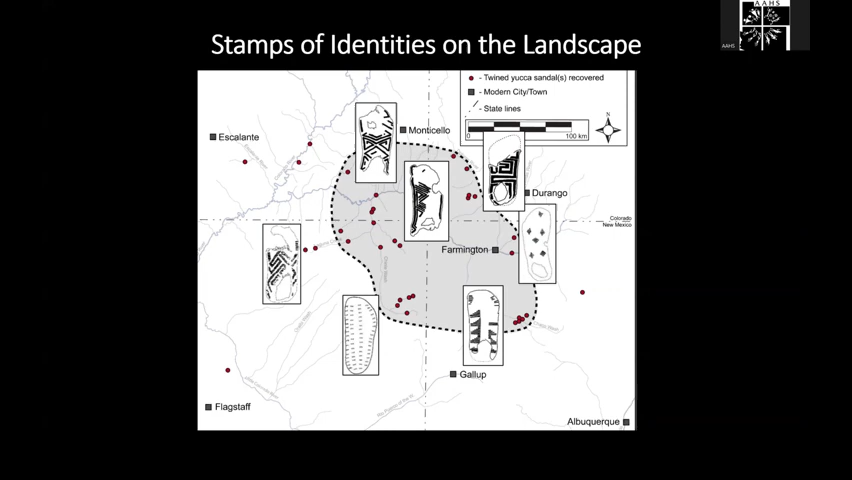 AAHS
AAHS
Stamps of Identities on the Landscape
- Twined yucca sandal(s) recovered
- Modern City/Town
- State lines
N
0 100 km
Escalante
Monticello
Durango
Colorado
New Mexico
Farmington
Gallup
Flagstaff
Albuquerque